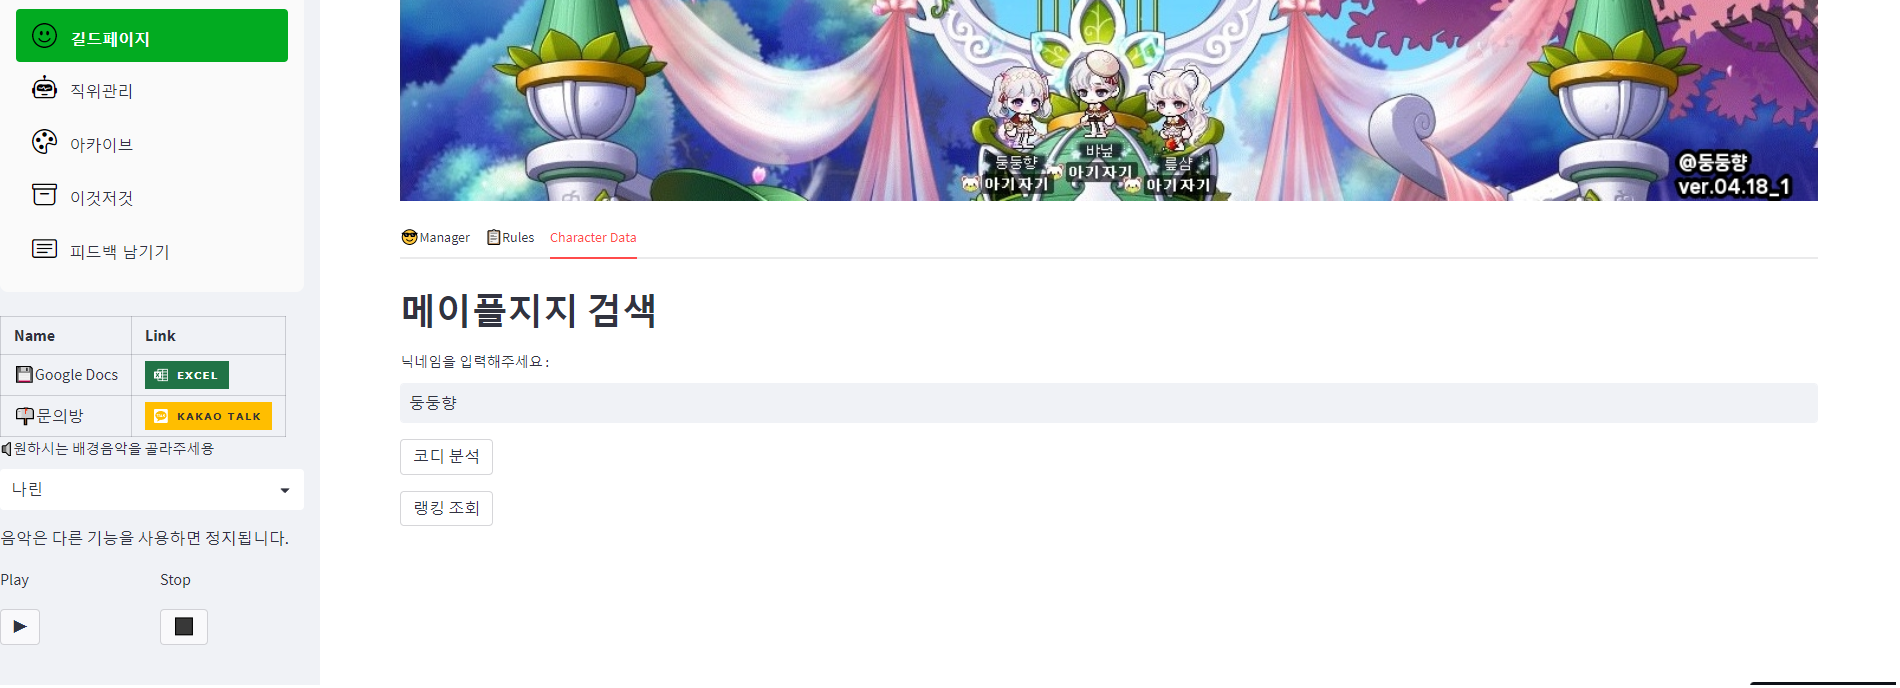 길드페이지
직위관리
아카이브
이것저것
피드백 남기기
Name Link
Google Docs EXCEL
문의방 KAKAO TALK
원하시는 배경음악을 골라주세용
나린
음악은 다른 기능을 사용하면 정지됩니다.
Play Stop
둥둥향
아기자기
뱌닢
아기자기
릎샴
아기자기
@둥둥향
ver.04.18_1
Manager Rules Character Data
메이플지지 검색
닉네임을 입력해주세요 :
둥둥향
코디 분석
랭킹 조회